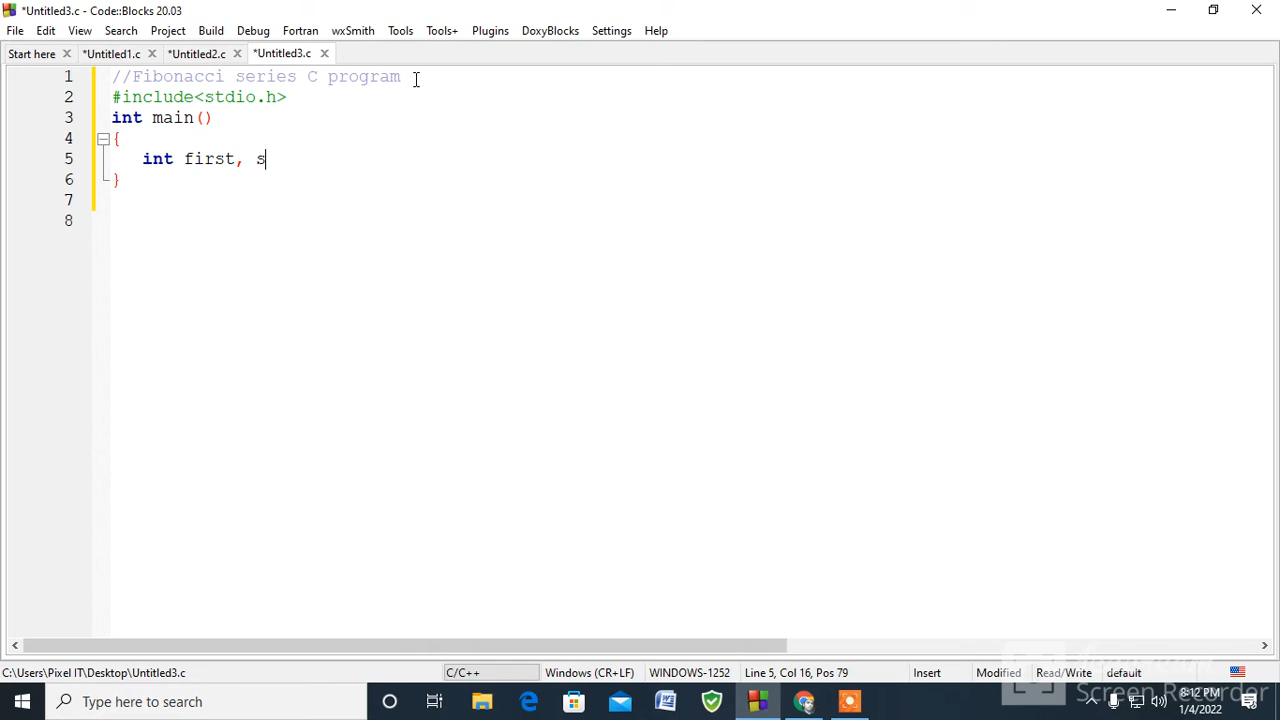 *Untitled3.c - Code::Blocks 20.03
File Edit View Search Project Build Debug Fortran wxSmith Tools Tools+ Plugins DoxyBlocks Settings Help
Start here *Untitled1.c *Untitled2.c *Untitled3.c
1 //Fibonacci series C program
2 #include<stdio.h>
3 int main()
4 {
5 int first, s
6 }
7
8
C:\Users\Pixel IT\Desktop\Untitled3.c C/C++ Windows (CR+LF) WINDOWS-1252 Line 5, Col 16, Pos 79 Insert Modified Read/Write default
Screen Recorder
Type here to search
8:12 PM
1/4/2022